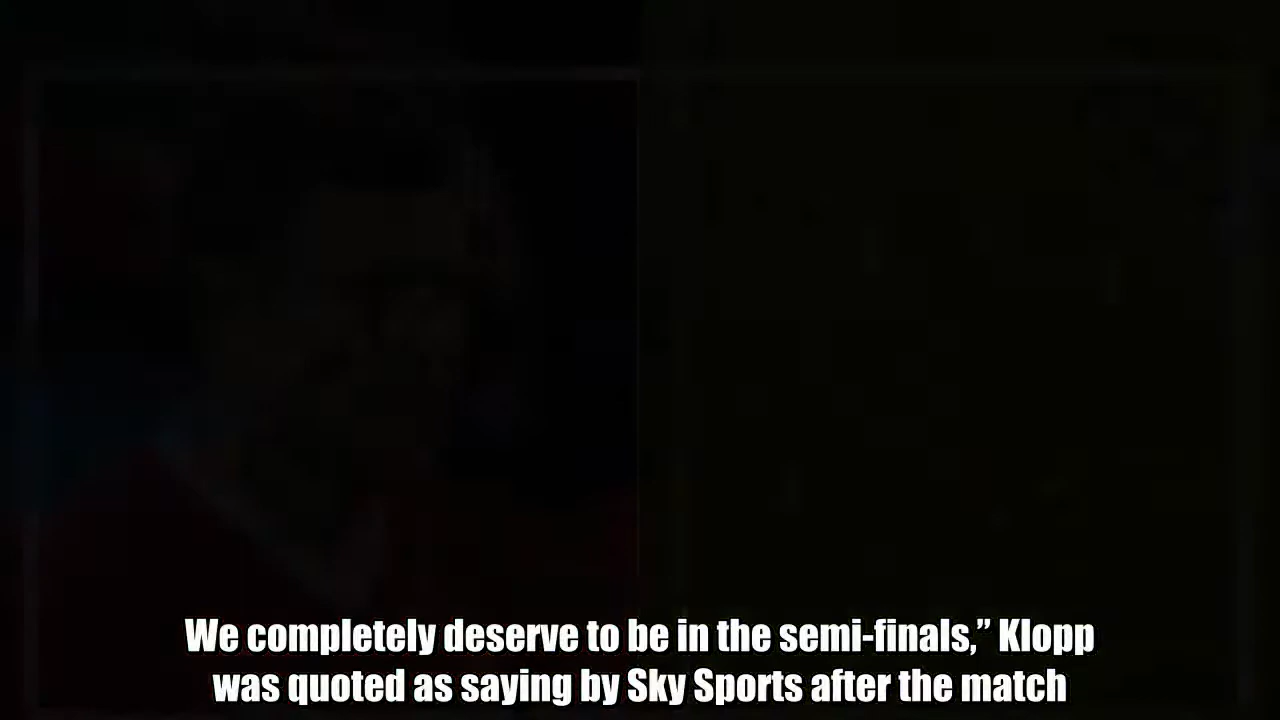 We completely deserve to be in the semi-finals,” Klopp
was quoted as saying by Sky Sports after the match